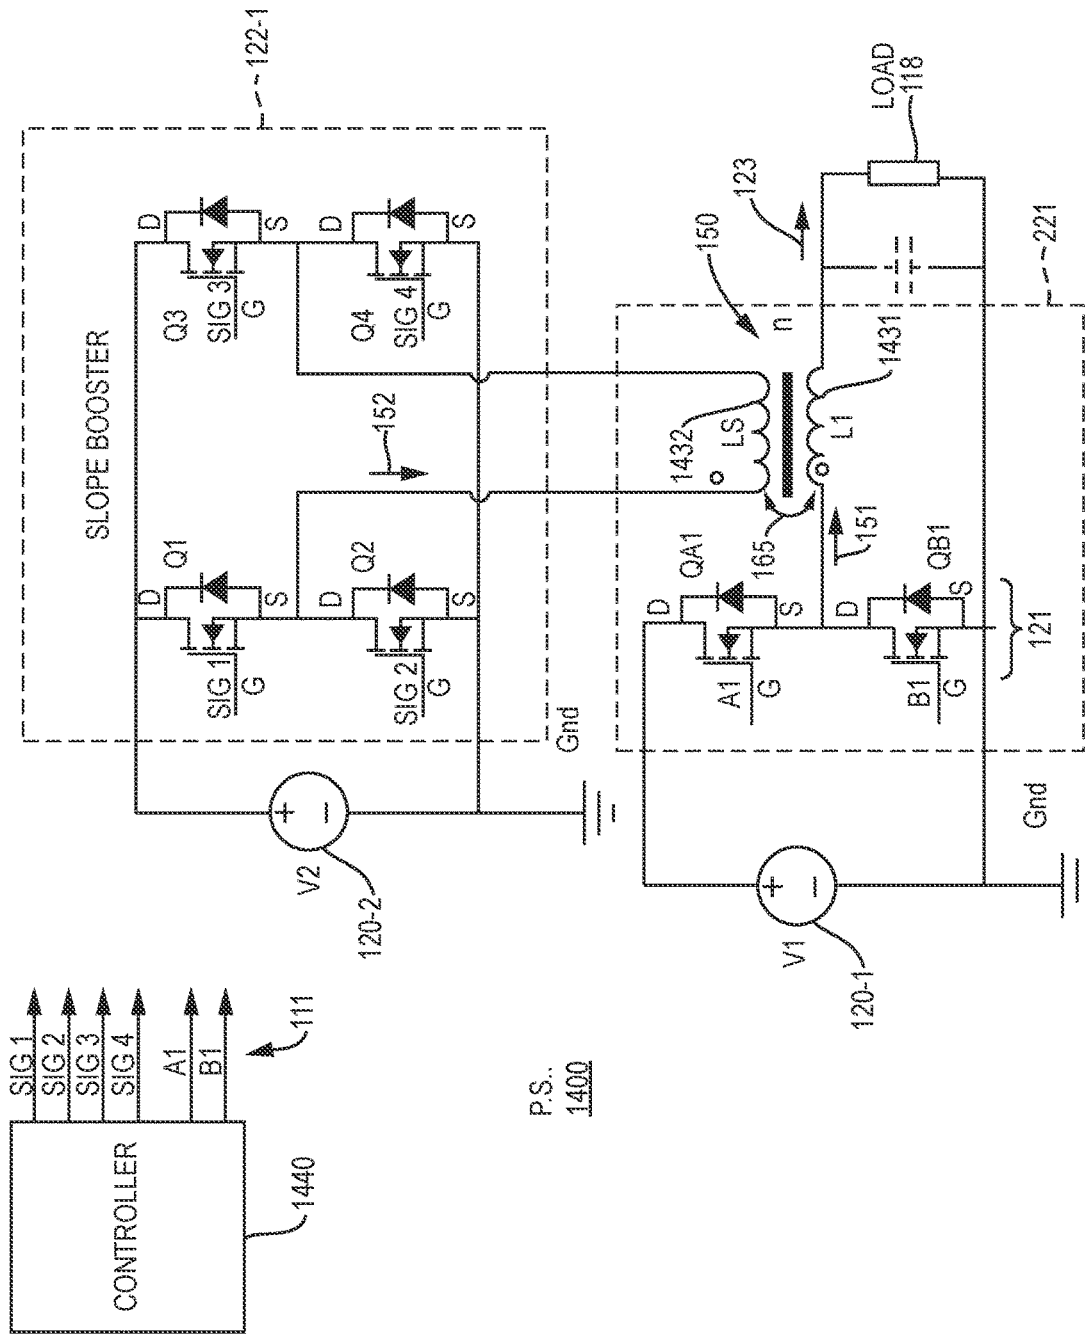 SLOPE BOOSTER
122-1
Q1
D
S
SIG 1
G
Q2
D
S
SIG 2
G
Q3
D
S
SIG 3
G
Q4
D
S
SIG 4
G
152
+
−
V2
120-2
Gnd
CONTROLLER
1440
SIG 1
SIG 2
SIG 3
SIG 4
A1
B1
111
P.S..
1400
+
−
V1
120-1
Gnd
QA1
D
S
A1
G
QB1
D
S
B1
G
121
165
151
1432
LS
L1
1431
n
150
123
LOAD
118
221